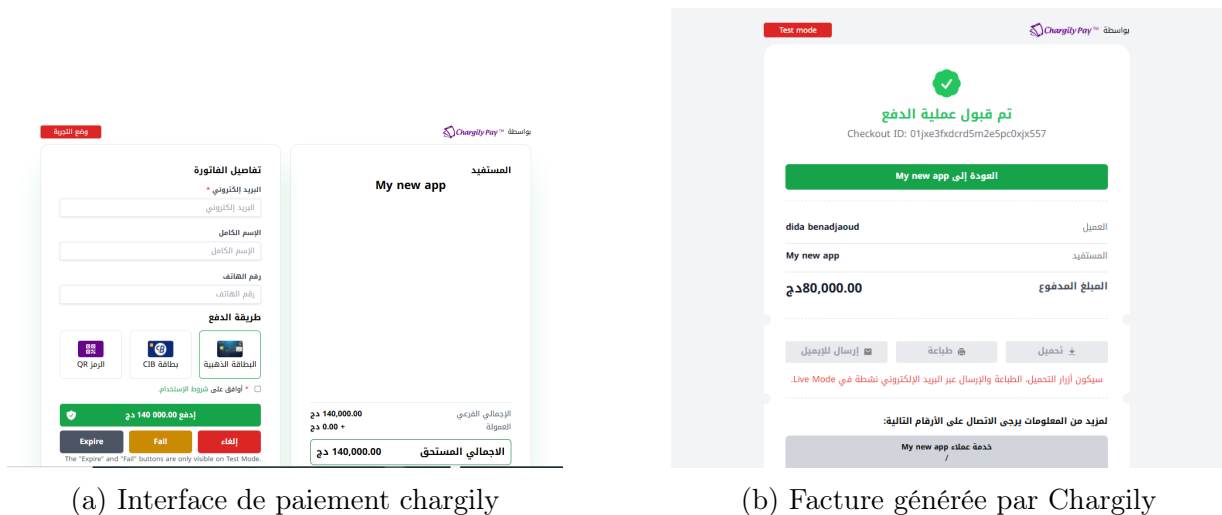 وضع التجربة
بواسطة Chargily Pay™
تفاصيل الفاتورة
البريد إلكتروني *
البريد إلكتروني
الإسم الكامل
الإسم الكامل
رقم الهاتف
رقم الهاتف
طريقة الدفع
البطاقة الذهبية
بطاقة CIB
الرمز QR
* أوافق على شروط الإستخدام.
إدفع 140 000.00 دج
إلغاء
Fail
Expire
The "Expire" and "Fail" buttons are only visible on Test Mode.
المستفيد
My new app
الإجمالي الفرعي 140,000.00 دج
العمولة + 0.00 دج
الاجمالي المستحق 140,000.00 دج
(a) Interface de paiement chargily
Test mode
بواسطة Chargily Pay™
تم قبول عملية الدفع
Checkout ID: 01jxe3fxdcrd5m2e5pc0xjx557
العودة إلى My new app
العميل dida benadjaoud
المستفيد My new app
المبلغ المدفوع 80,000.00دج
تحميل
طباعة
إرسال للإيميل
سيكون أزرار التحميل، الطباعة والإرسال عبر البريد الإلكتروني نشطة في Live Mode.
لمزيد من المعلومات يرجى الاتصال على الأرقام التالية:
خدمة عملاء My new app
/
(b) Facture générée par Chargily